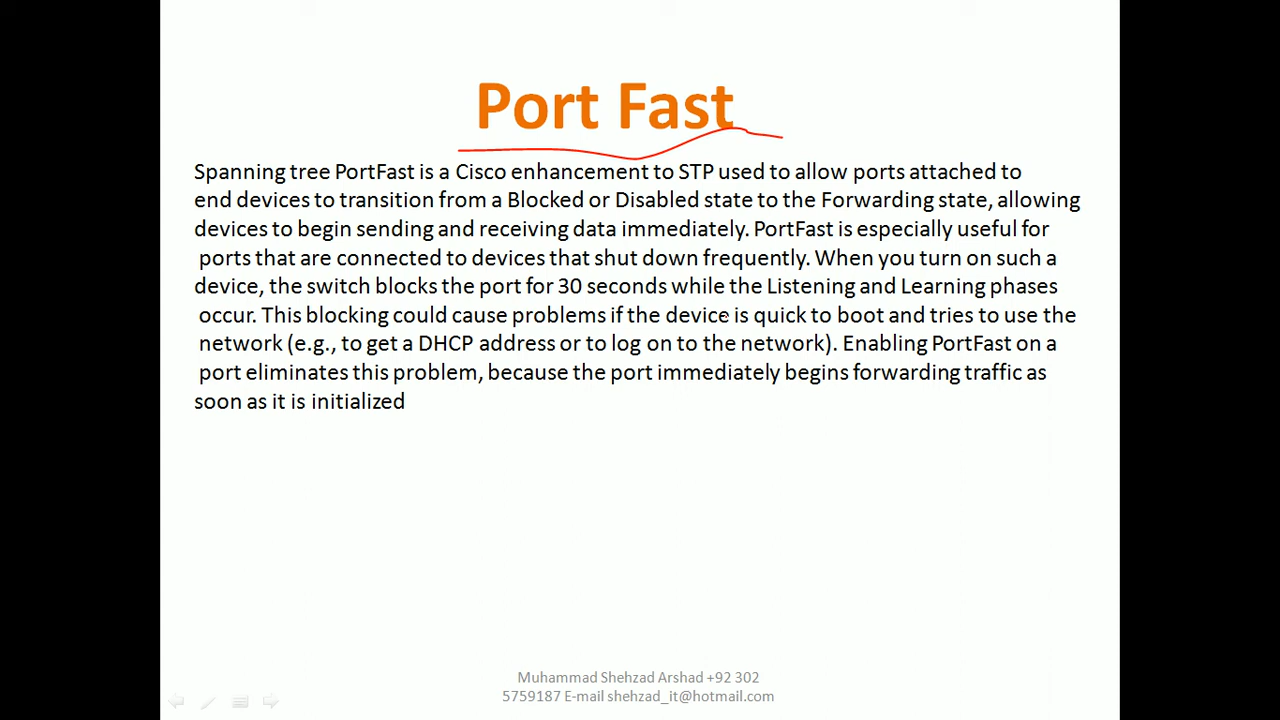 Port Fast
Spanning tree PortFast is a Cisco enhancement to STP used to allow ports attached to
end devices to transition from a Blocked or Disabled state to the Forwarding state, allowing
devices to begin sending and receiving data immediately. PortFast is especially useful for
ports that are connected to devices that shut down frequently. When you turn on such a
device, the switch blocks the port for 30 seconds while the Listening and Learning phases
occur. This blocking could cause problems if the device is quick to boot and tries to use the
network (e.g., to get a DHCP address or to log on to the network). Enabling PortFast on a
port eliminates this problem, because the port immediately begins forwarding traffic as
soon as it is initialized
Muhammad Shehzad Arshad +92 302
5759187 E-mail shehzad_it@hotmail.com